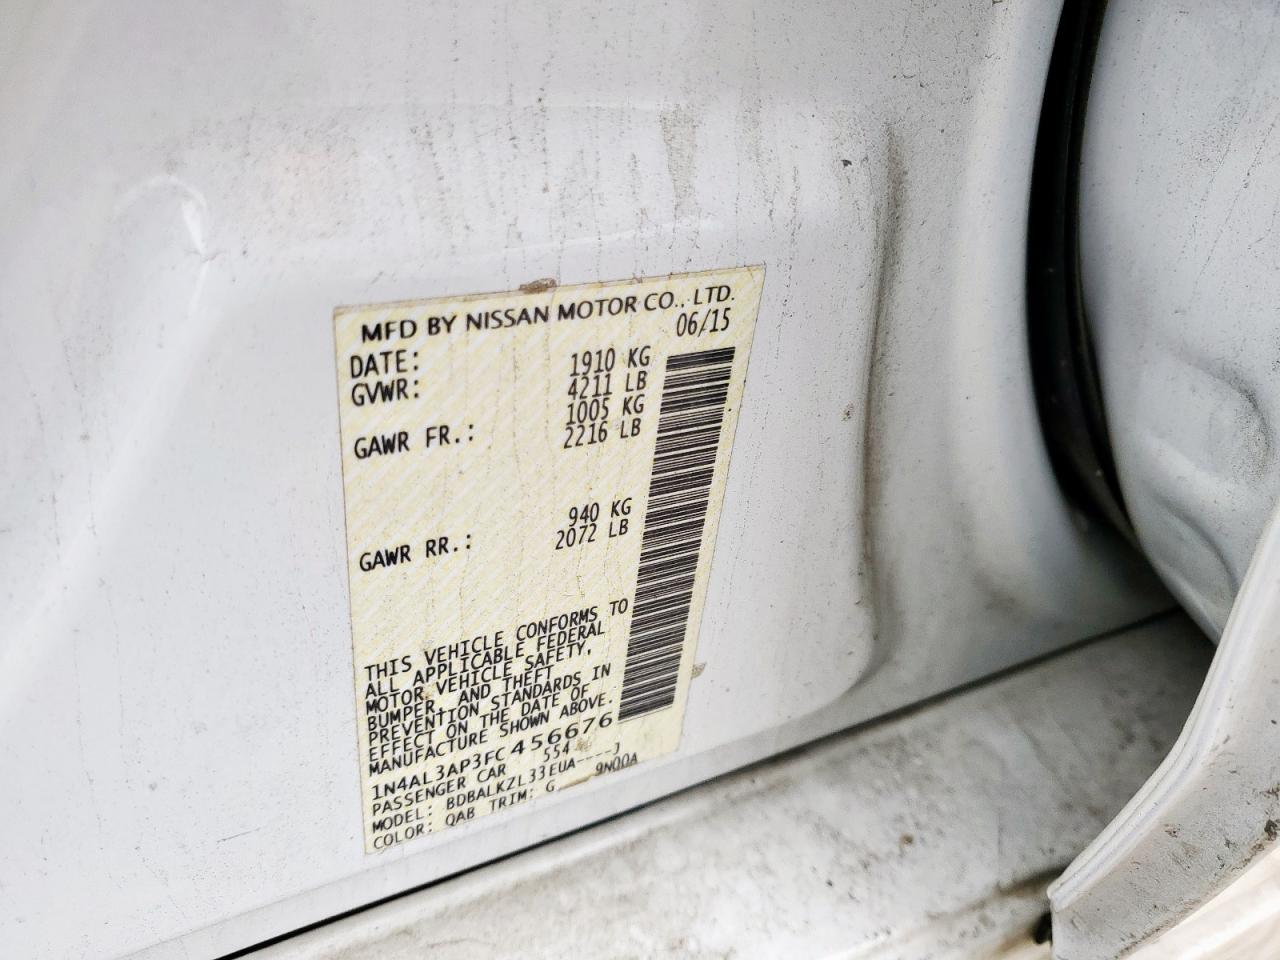 MFD BY NISSAN MOTOR CO., LTD.
DATE: 06/15
GVWR: 1910 KG
4211 LB
GAWR FR.: 1005 KG
2216 LB
GAWR RR.: 940 KG
2072 LB
THIS VEHICLE CONFORMS TO
ALL APPLICABLE FEDERAL
MOTOR VEHICLE SAFETY,
BUMPER, AND THEFT
PREVENTION STANDARDS IN
EFFECT ON THE DATE OF
MANUFACTURE SHOWN ABOVE.
1N4AL3AP3FC456676
PASSENGER CAR 554
MODEL: BDBALKZL33EUA----J
COLOR: QAB TRIM: G 9N00A